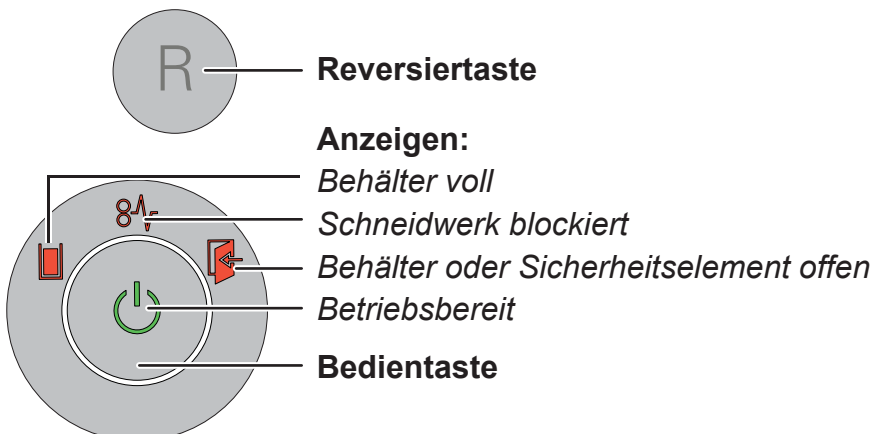 R
Reversiertaste
Anzeigen:
Behälter voll
Schneidwerk blockiert
Behälter oder Sicherheitselement offen
Betriebsbereit
Bedientaste